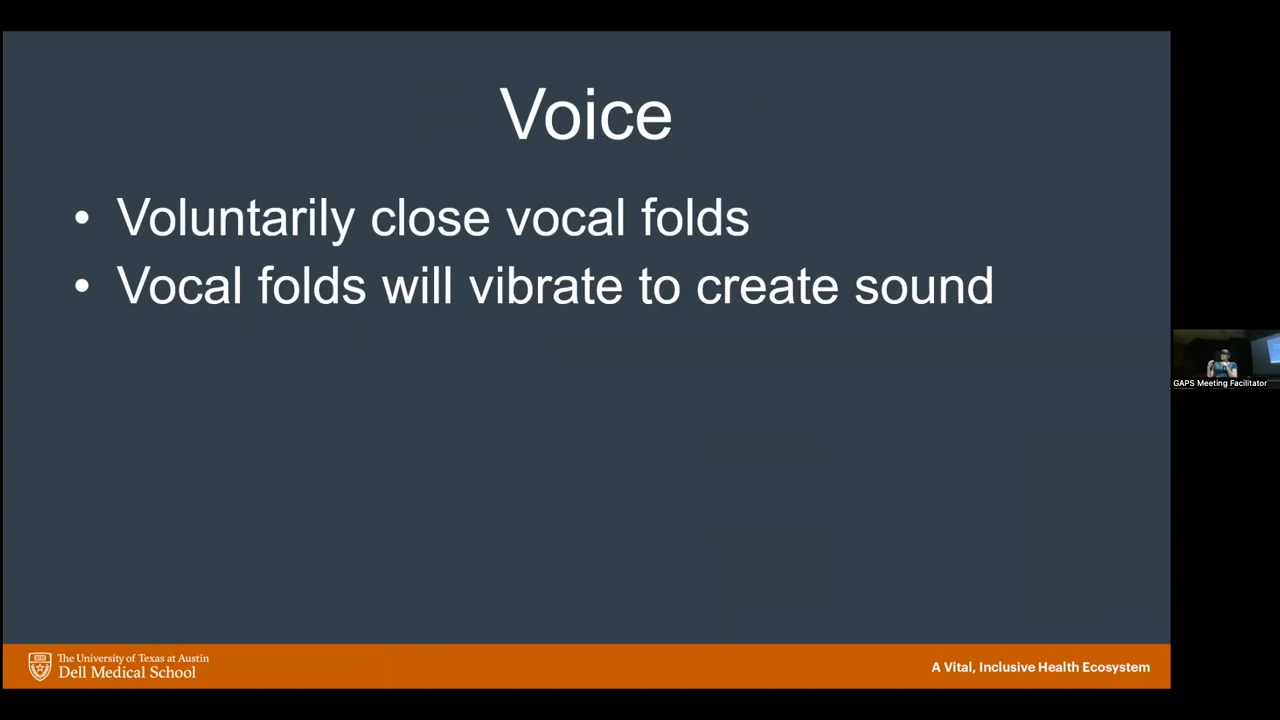 Voice
• Voluntarily close vocal folds
• Vocal folds will vibrate to create sound
GAPS Meeting Facilitator
The University of Texas at Austin
Dell Medical School
A Vital, Inclusive Health Ecosystem